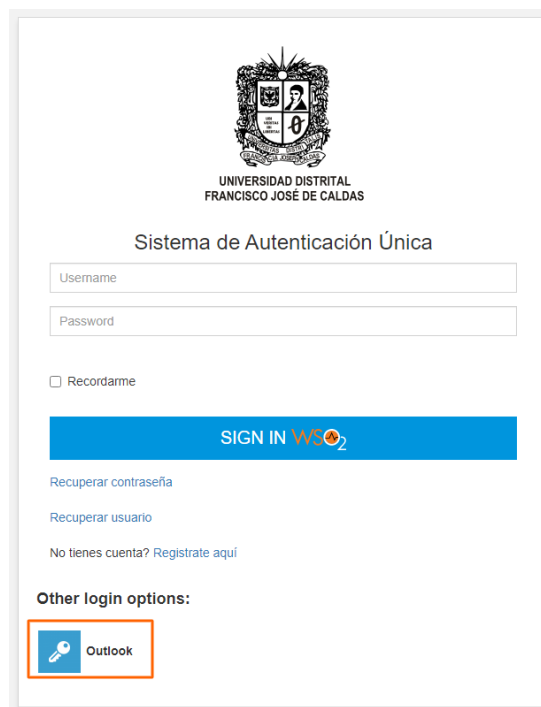 UNIVERSIDAD DISTRITAL
FRANCISCO JOSÉ DE CALDAS
Sistema de Autenticación Única
Username
Password
Recordarme
SIGN IN WSO2
Recuperar contraseña
Recuperar usuario
No tienes cuenta? Registrate aquí
Other login options:
Outlook